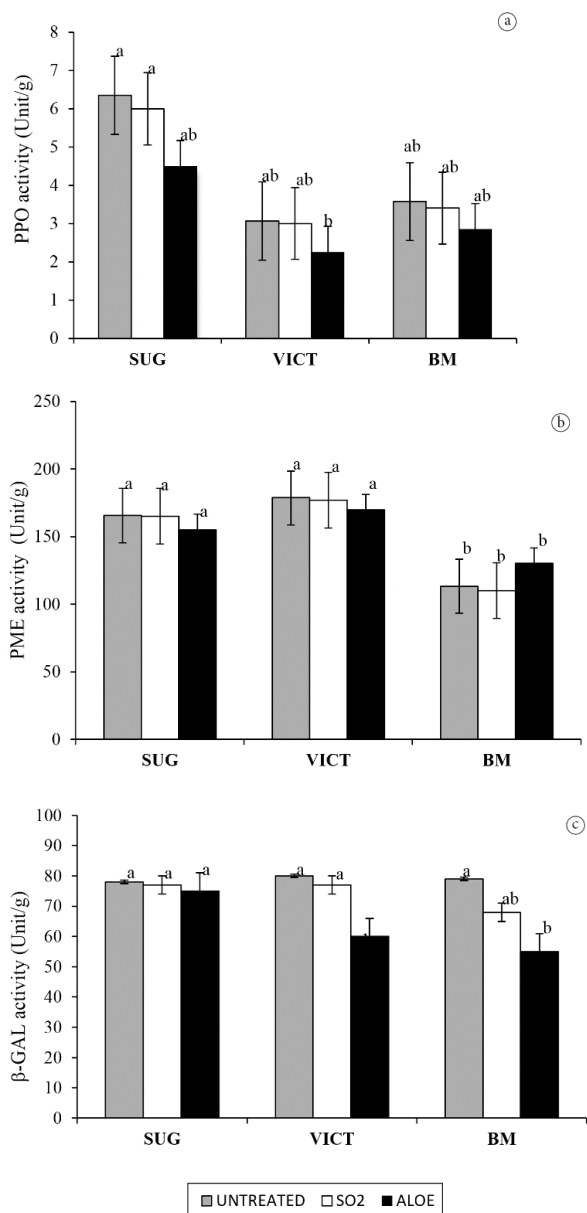 a
8
7
6
5
4
3
2
1
0
PPO activity (Unit/g)
a a ab
ab ab b
ab ab ab
SUG VICT BM
b
250
200
150
100
50
0
PME activity (Unit/g)
a a a
a a a
b b b
SUG VICT BM
c
100
90
80
70
60
50
40
30
20
10
0
β-GAL activity (Unit/g)
a a a
a a
a ab b
SUG VICT BM
UNTREATED SO2 ALOE